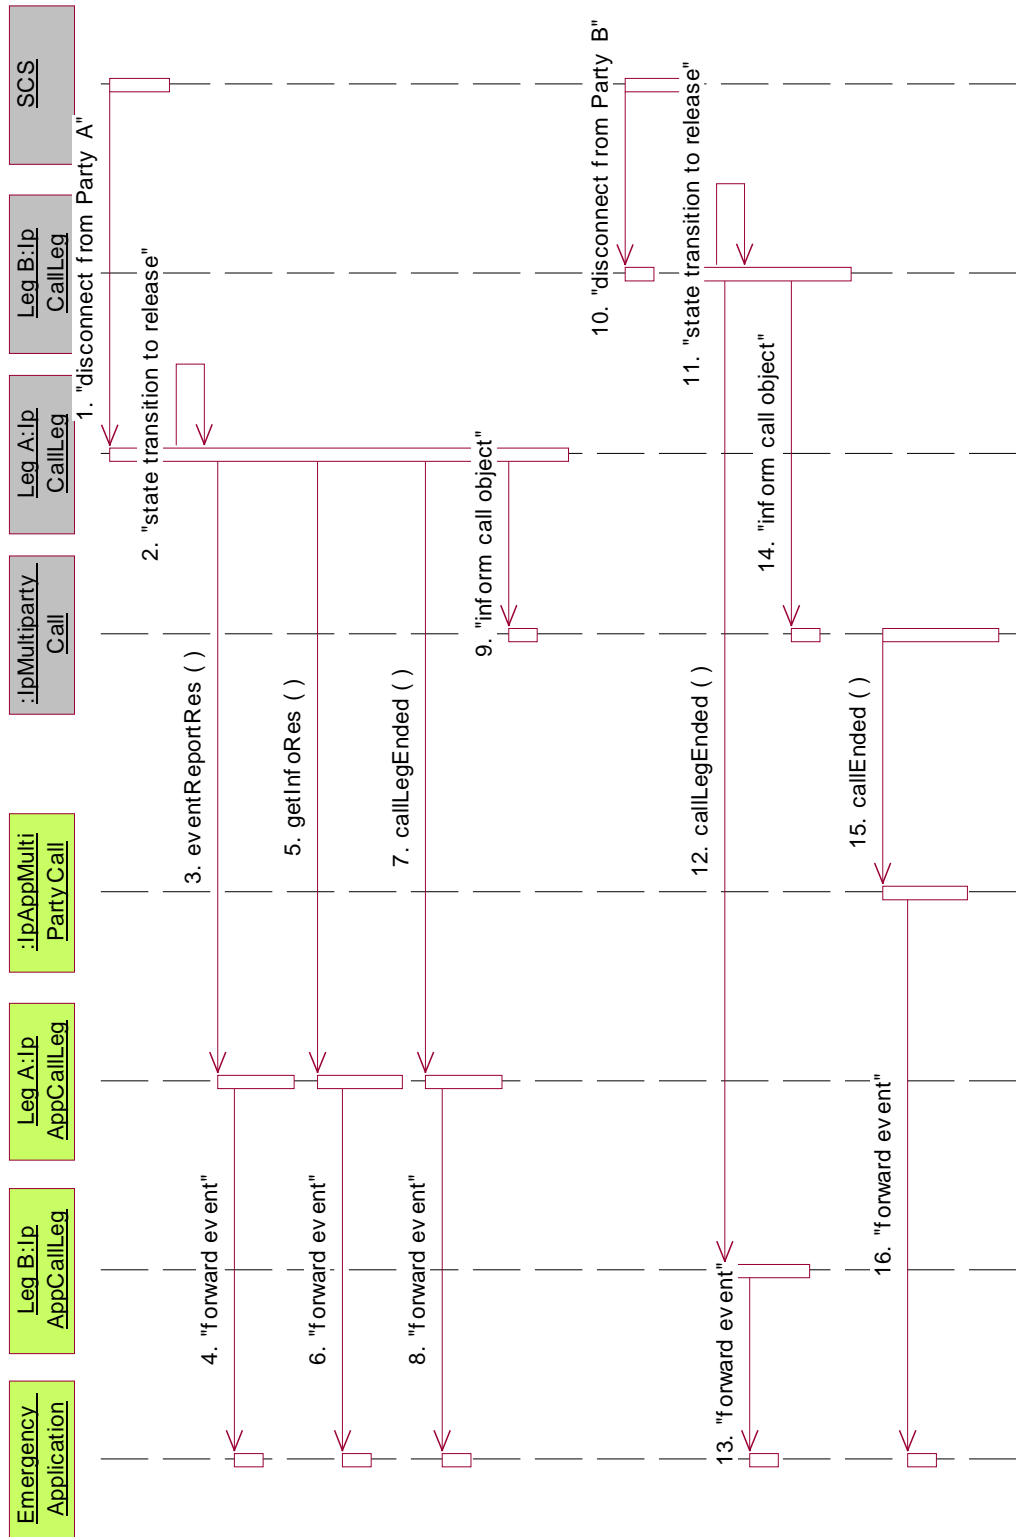 Emergency
Application
Leg B:Ip
AppCallLeg
Leg A:Ip
AppCallLeg
:IpAppMulti
PartyCall
:IpMultiparty
Call
Leg A:Ip
CallLeg
Leg B:Ip
CallLeg
SCS
1. "disconnect from Party A"
2. "state transition to release"
3. eventReportRes ( )
4. "forward event"
5. getInfoRes ( )
6. "forward event"
7. callLegEnded ( )
8. "forward event"
9. "inform call object"
10. "disconnect from Party B"
11. "state transition to release"
12. callLegEnded ( )
13. "forward event"
14. "inform call object"
15. callEnded ( )
16. "forward event"